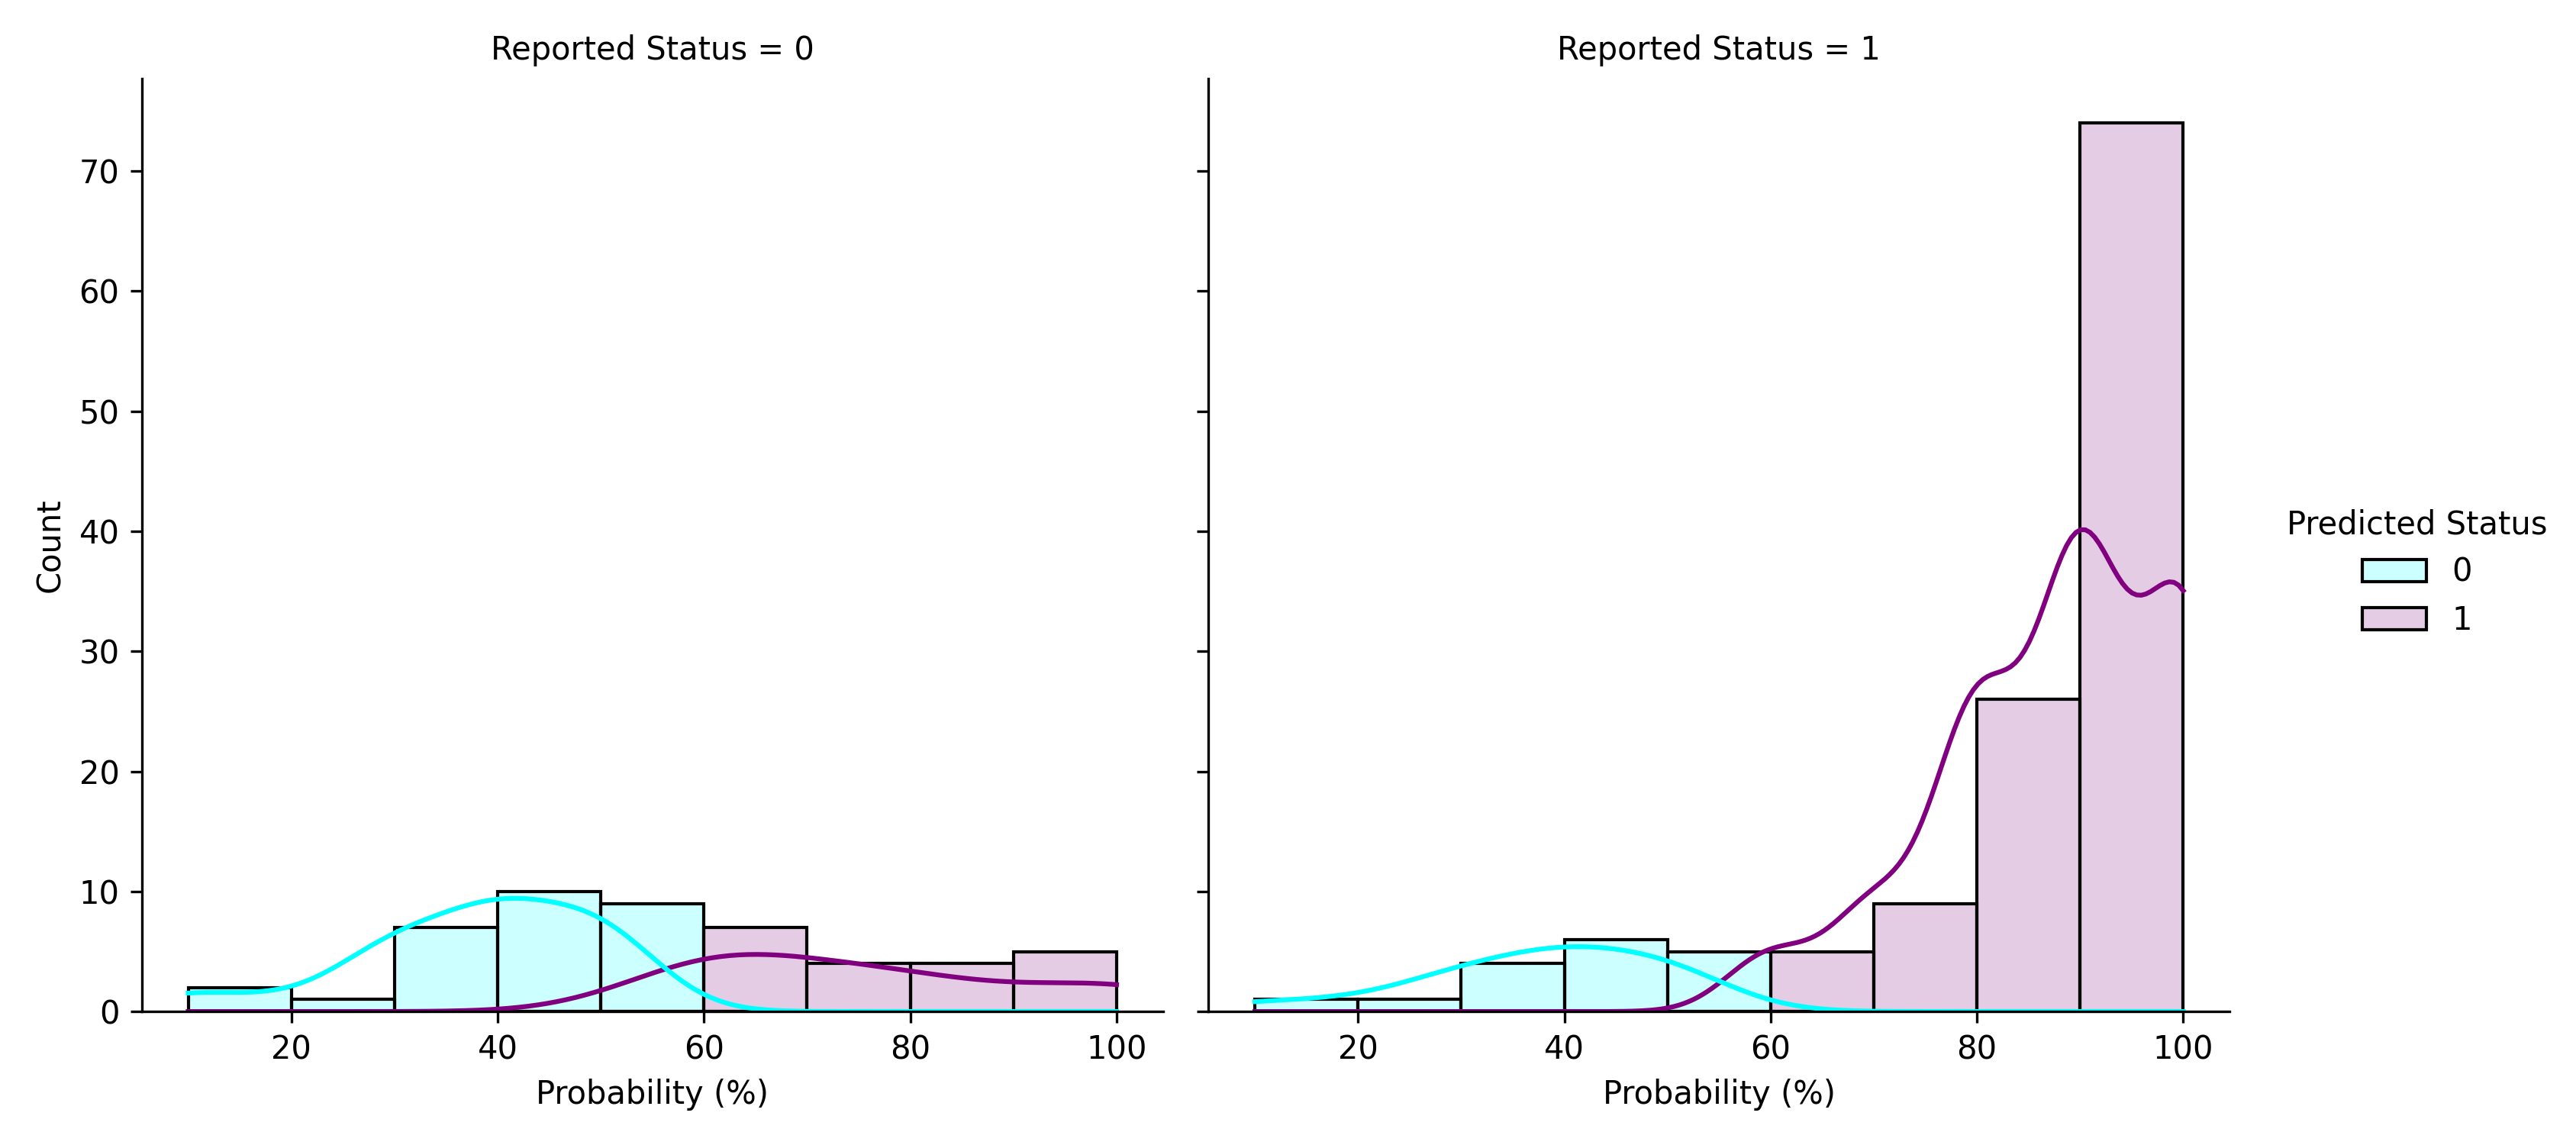 Reported Status = 0
Reported Status = 1
70
60
50
40
30
20
10
0
Count
20 40 60 80 100
20 40 60 80 100
Probability (%)
Probability (%)
Predicted Status
0
1